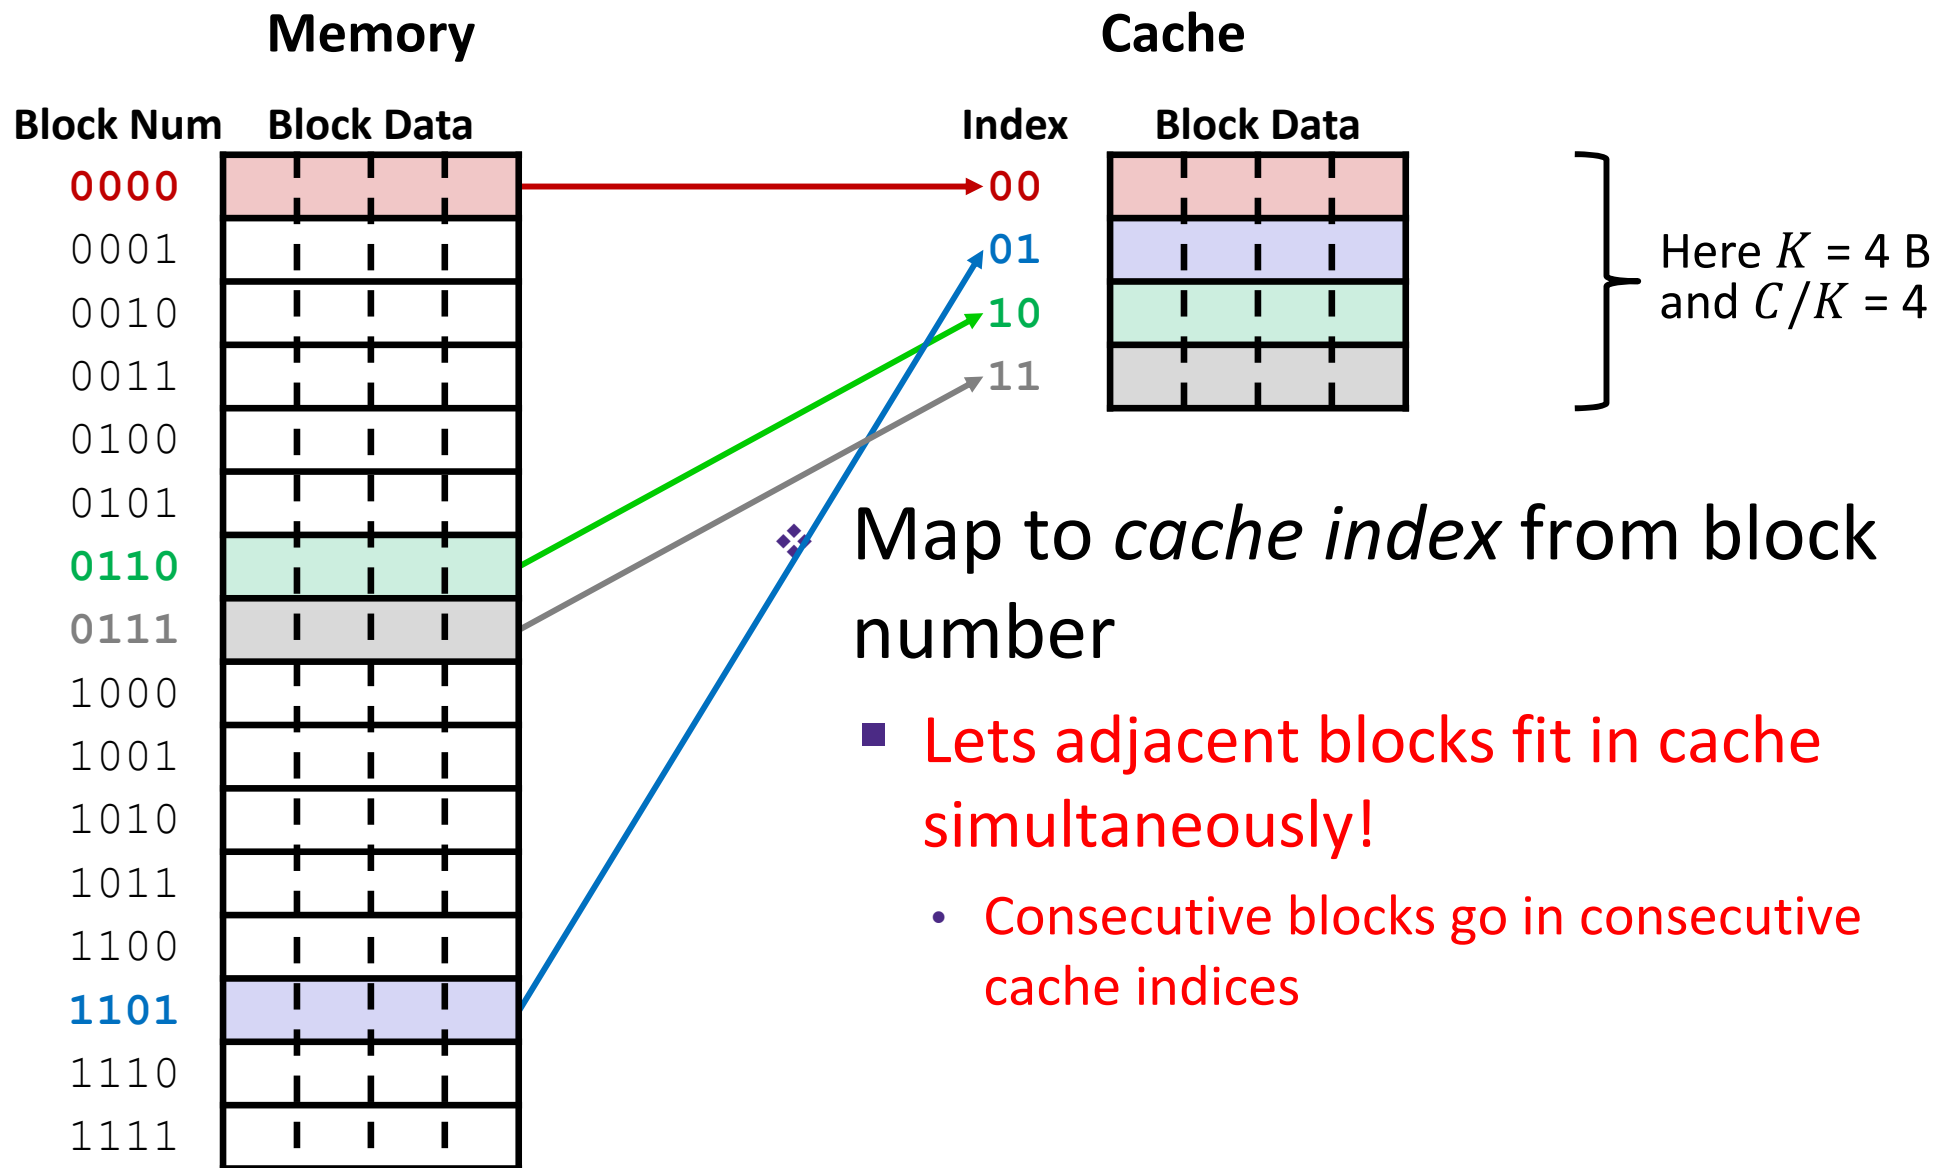 Memory
Cache
Block Num Block Data
Index Block Data
0000
0001
0010
0011
0100
0101
0110
0111
1000
1001
1010
1011
1100
1101
1110
1111
00
01
10
11
Here K = 4 B
and C/K = 4
Map to cache index from block
number
Lets adjacent blocks fit in cache
simultaneously!
Consecutive blocks go in consecutive
cache indices